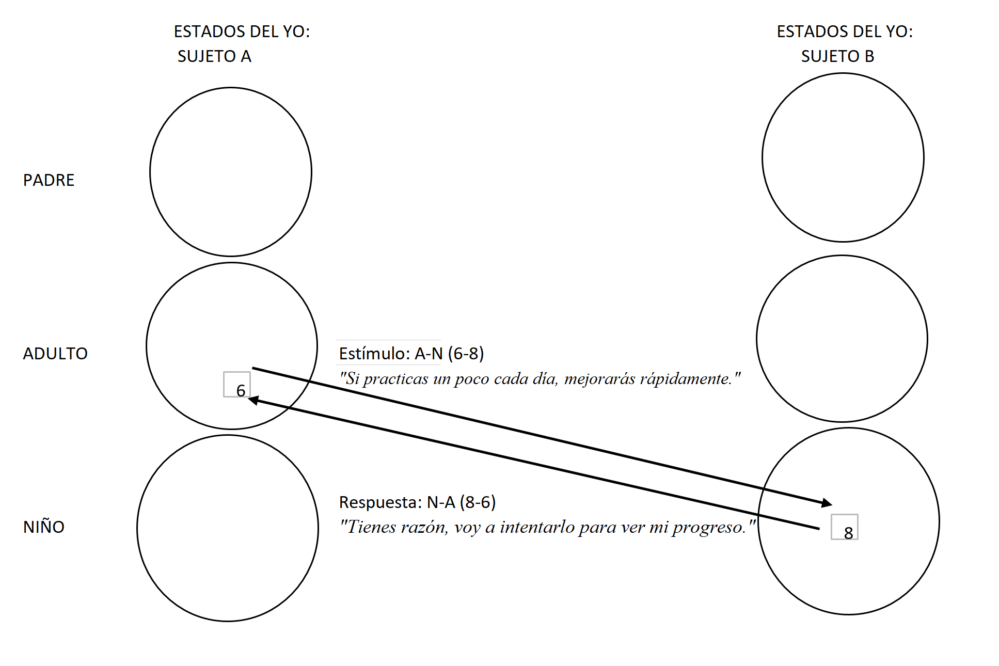 ESTADOS DEL YO:
SUJETO A
ESTADOS DEL YO:
SUJETO B
PADRE
ADULTO
Estímulo: A-N (6-8)
"Si practicas un poco cada día, mejorarás rápidamente."
6
Respuesta: N-A (8-6)
"Tienes razón, voy a intentarlo para ver mi progreso."
NIÑO
8